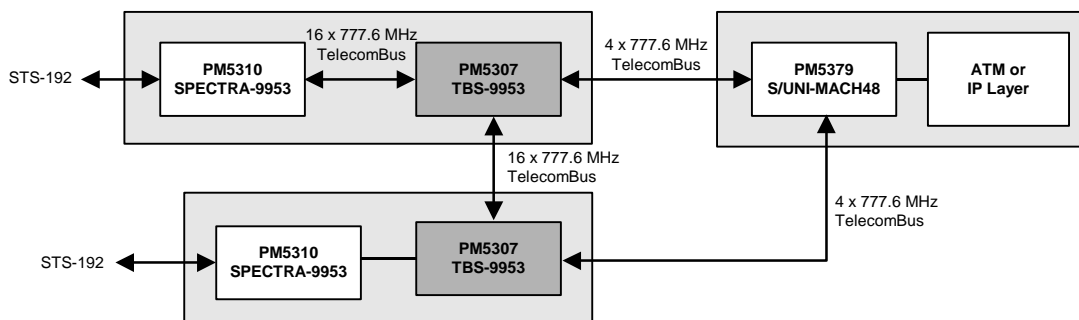 16 x 777.6 MHz
TelecomBus
4 x 777.6 MHz
TelecomBus
STS-192
PM5310
SPECTRA-9953
PM5307
TBS-9953
PM5379
S/UNI-MACH48
ATM or
IP Layer
16 x 777.6 MHz
TelecomBus
4 x 777.6 MHz
TelecomBus
STS-192
PM5310
SPECTRA-9953
PM5307
TBS-9953